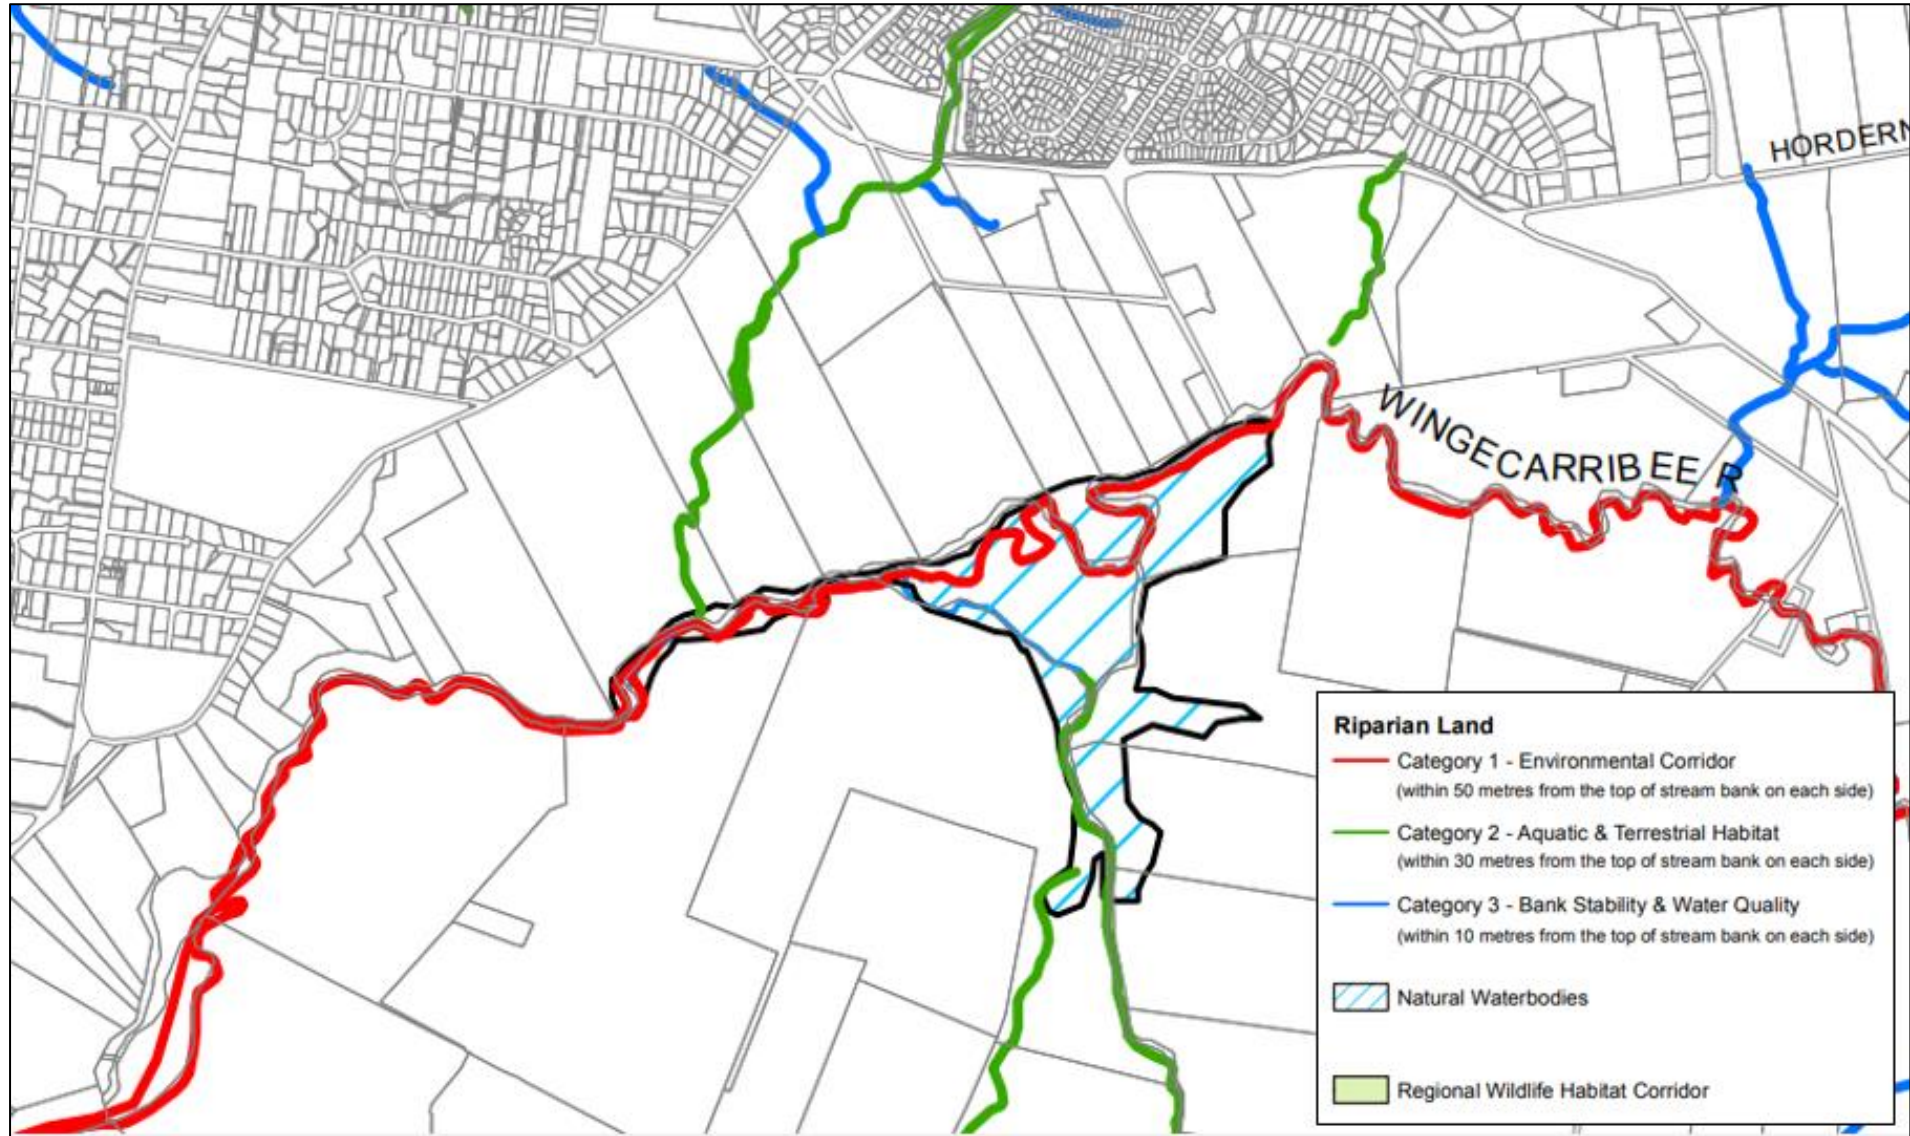 HORDERN
WINGECARRIBEE R
Riparian Land
Category 1 - Environmental Corridor
(within 50 metres from the top of stream bank on each side)
Category 2 - Aquatic & Terrestrial Habitat
(within 30 metres from the top of stream bank on each side)
Category 3 - Bank Stability & Water Quality
(within 10 metres from the top of stream bank on each side)
Natural Waterbodies
Regional Wildlife Habitat Corridor